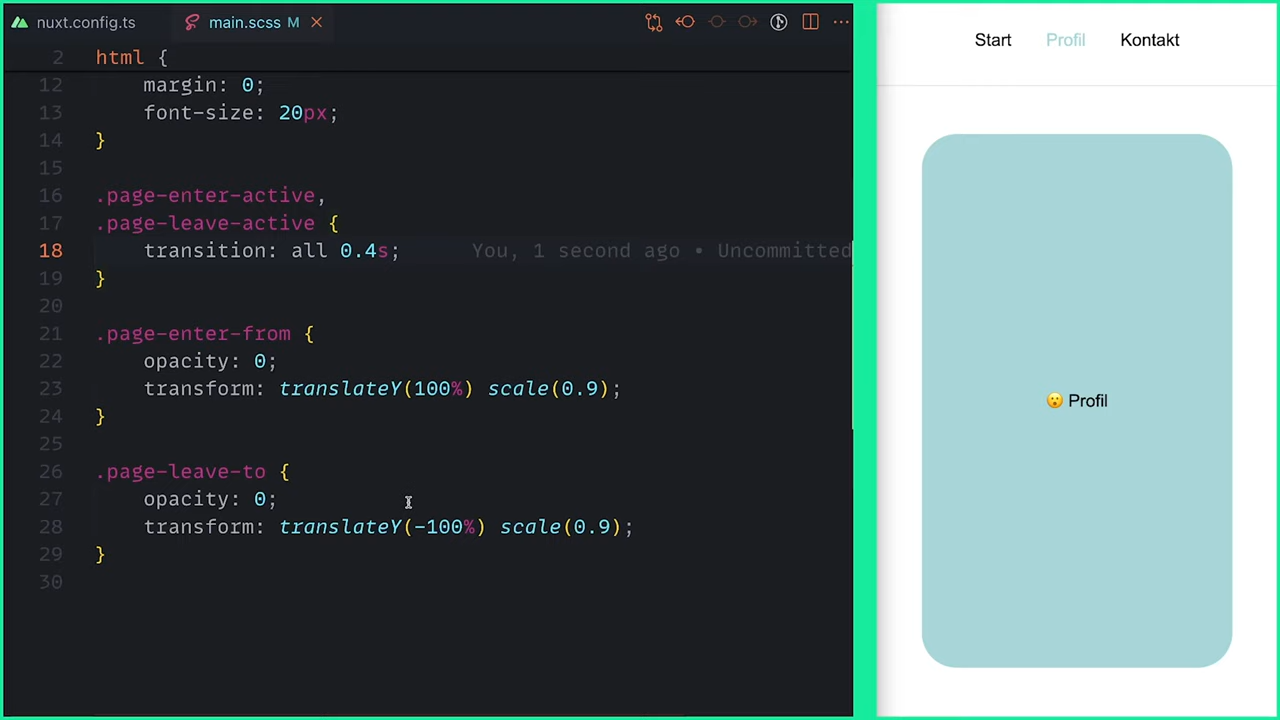 nuxt.config.ts
main.scss M
2 html {
12 margin: 0;
13 font-size: 20px;
14 }
15
16 .page-enter-active,
17 .page-leave-active {
18 transition: all 0.4s; You, 1 second ago • Uncommitted
19 }
20
21 .page-enter-from {
22 opacity: 0;
23 transform: translateY(100%) scale(0.9);
24 }
25
26 .page-leave-to {
27 opacity: 0;
28 transform: translateY(-100%) scale(0.9);
29 }
30
Start Profil Kontakt
😮 Profil